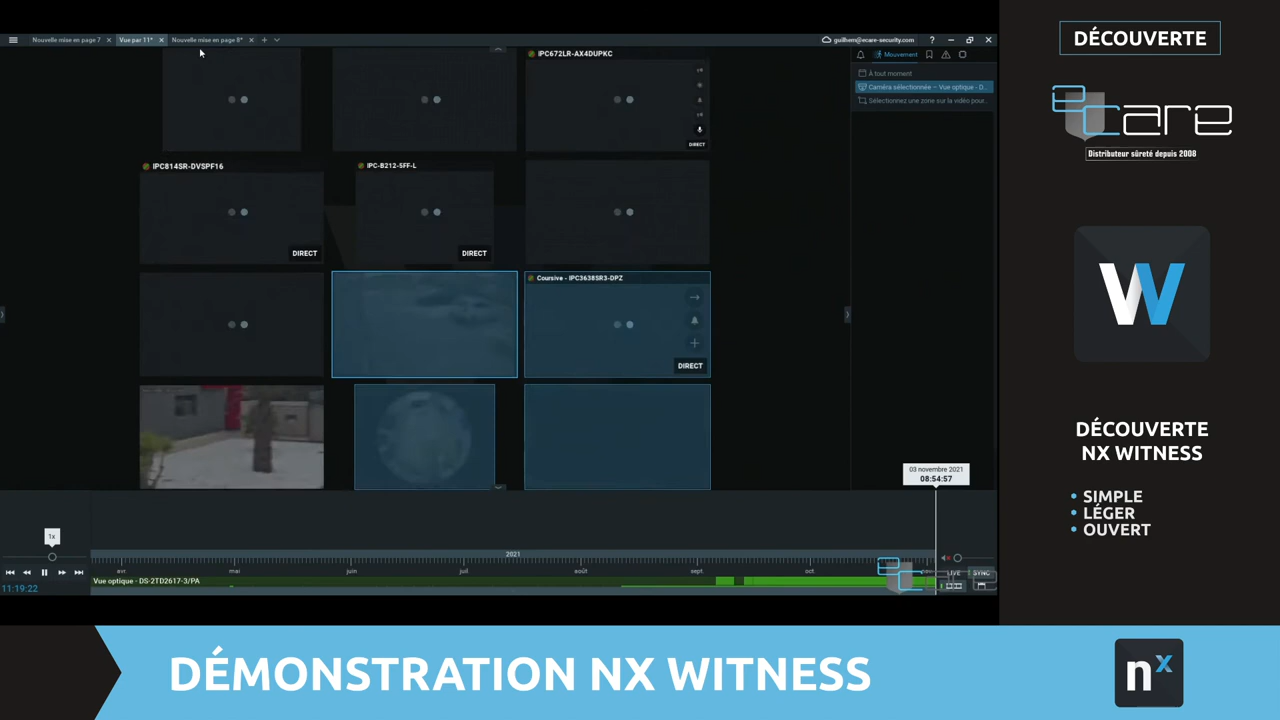 Nouvelle mise en page 7
Vue par 11*
Nouvelle mise en page 8*
guilhem@ecare-security.com
?
IPC672LR-AX4DUPKC
DIRECT
IPC814SR-DVSPF16
DIRECT
IPC-B212-5FF-L
DIRECT
Coursive - IPC3638SR3-DPZ
DIRECT
Mouvement
À tout moment
Caméra sélectionnée – Vue optique - D...
Sélectionnez une zone sur la vidéo pour...
03 novembre 2021
08:54:57
1x
2021
avr.
mai
juin
juil.
août
sept.
oct.
nov.
Vue optique - DS-2TD2617-3/PA
11:19:22
LIVE
SYNC
DÉCOUVERTE
ecare
Distributeur sûreté depuis 2008
W
DÉCOUVERTE
NX WITNESS
• SIMPLE
• LÉGER
• OUVERT
DÉMONSTRATION NX WITNESS
nx